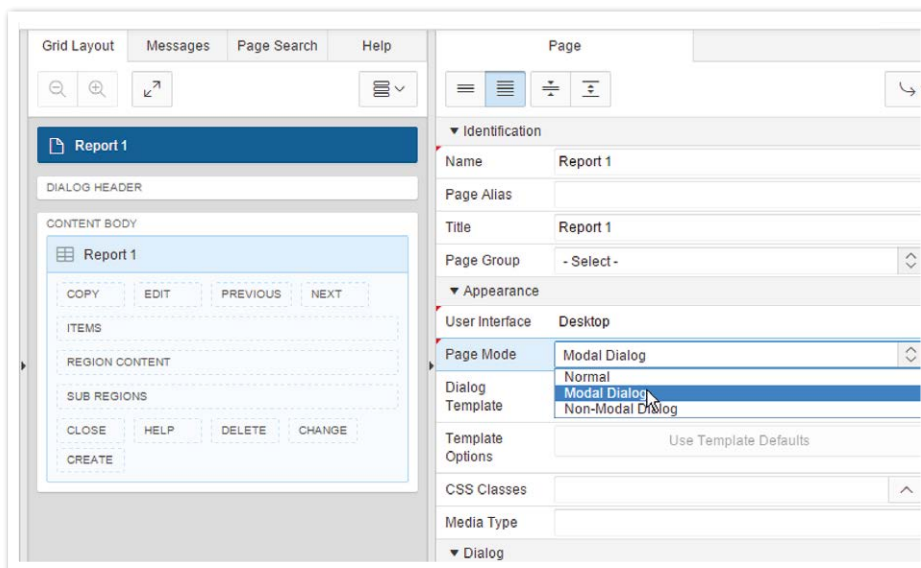 Grid Layout Messages Page Search Help
Report 1
DIALOG HEADER
CONTENT BODY
Report 1
COPY EDIT PREVIOUS NEXT
ITEMS
REGION CONTENT
SUB REGIONS
CLOSE HELP DELETE CHANGE
CREATE
Page
Identification
Name Report 1
Page Alias
Title Report 1
Page Group - Select -
Appearance
User Interface Desktop
Page Mode Modal Dialog
Normal
Modal Dialog
Non-Modal Dialog
Dialog
Template
Template
Options Use Template Defaults
CSS Classes
Media Type
Dialog